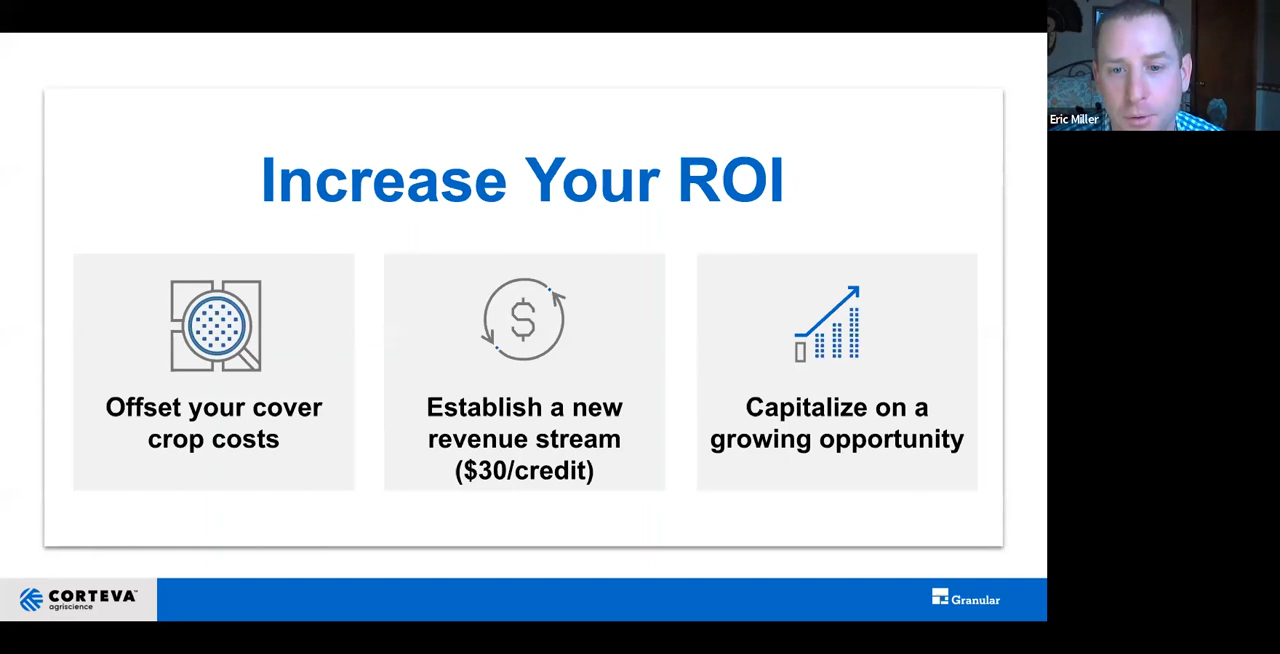 Increase Your ROI
Offset your cover
crop costs
Establish a new
revenue stream
($30/credit)
Capitalize on a
growing opportunity
Eric Miller
CORTEVA™
agriscience
Granular